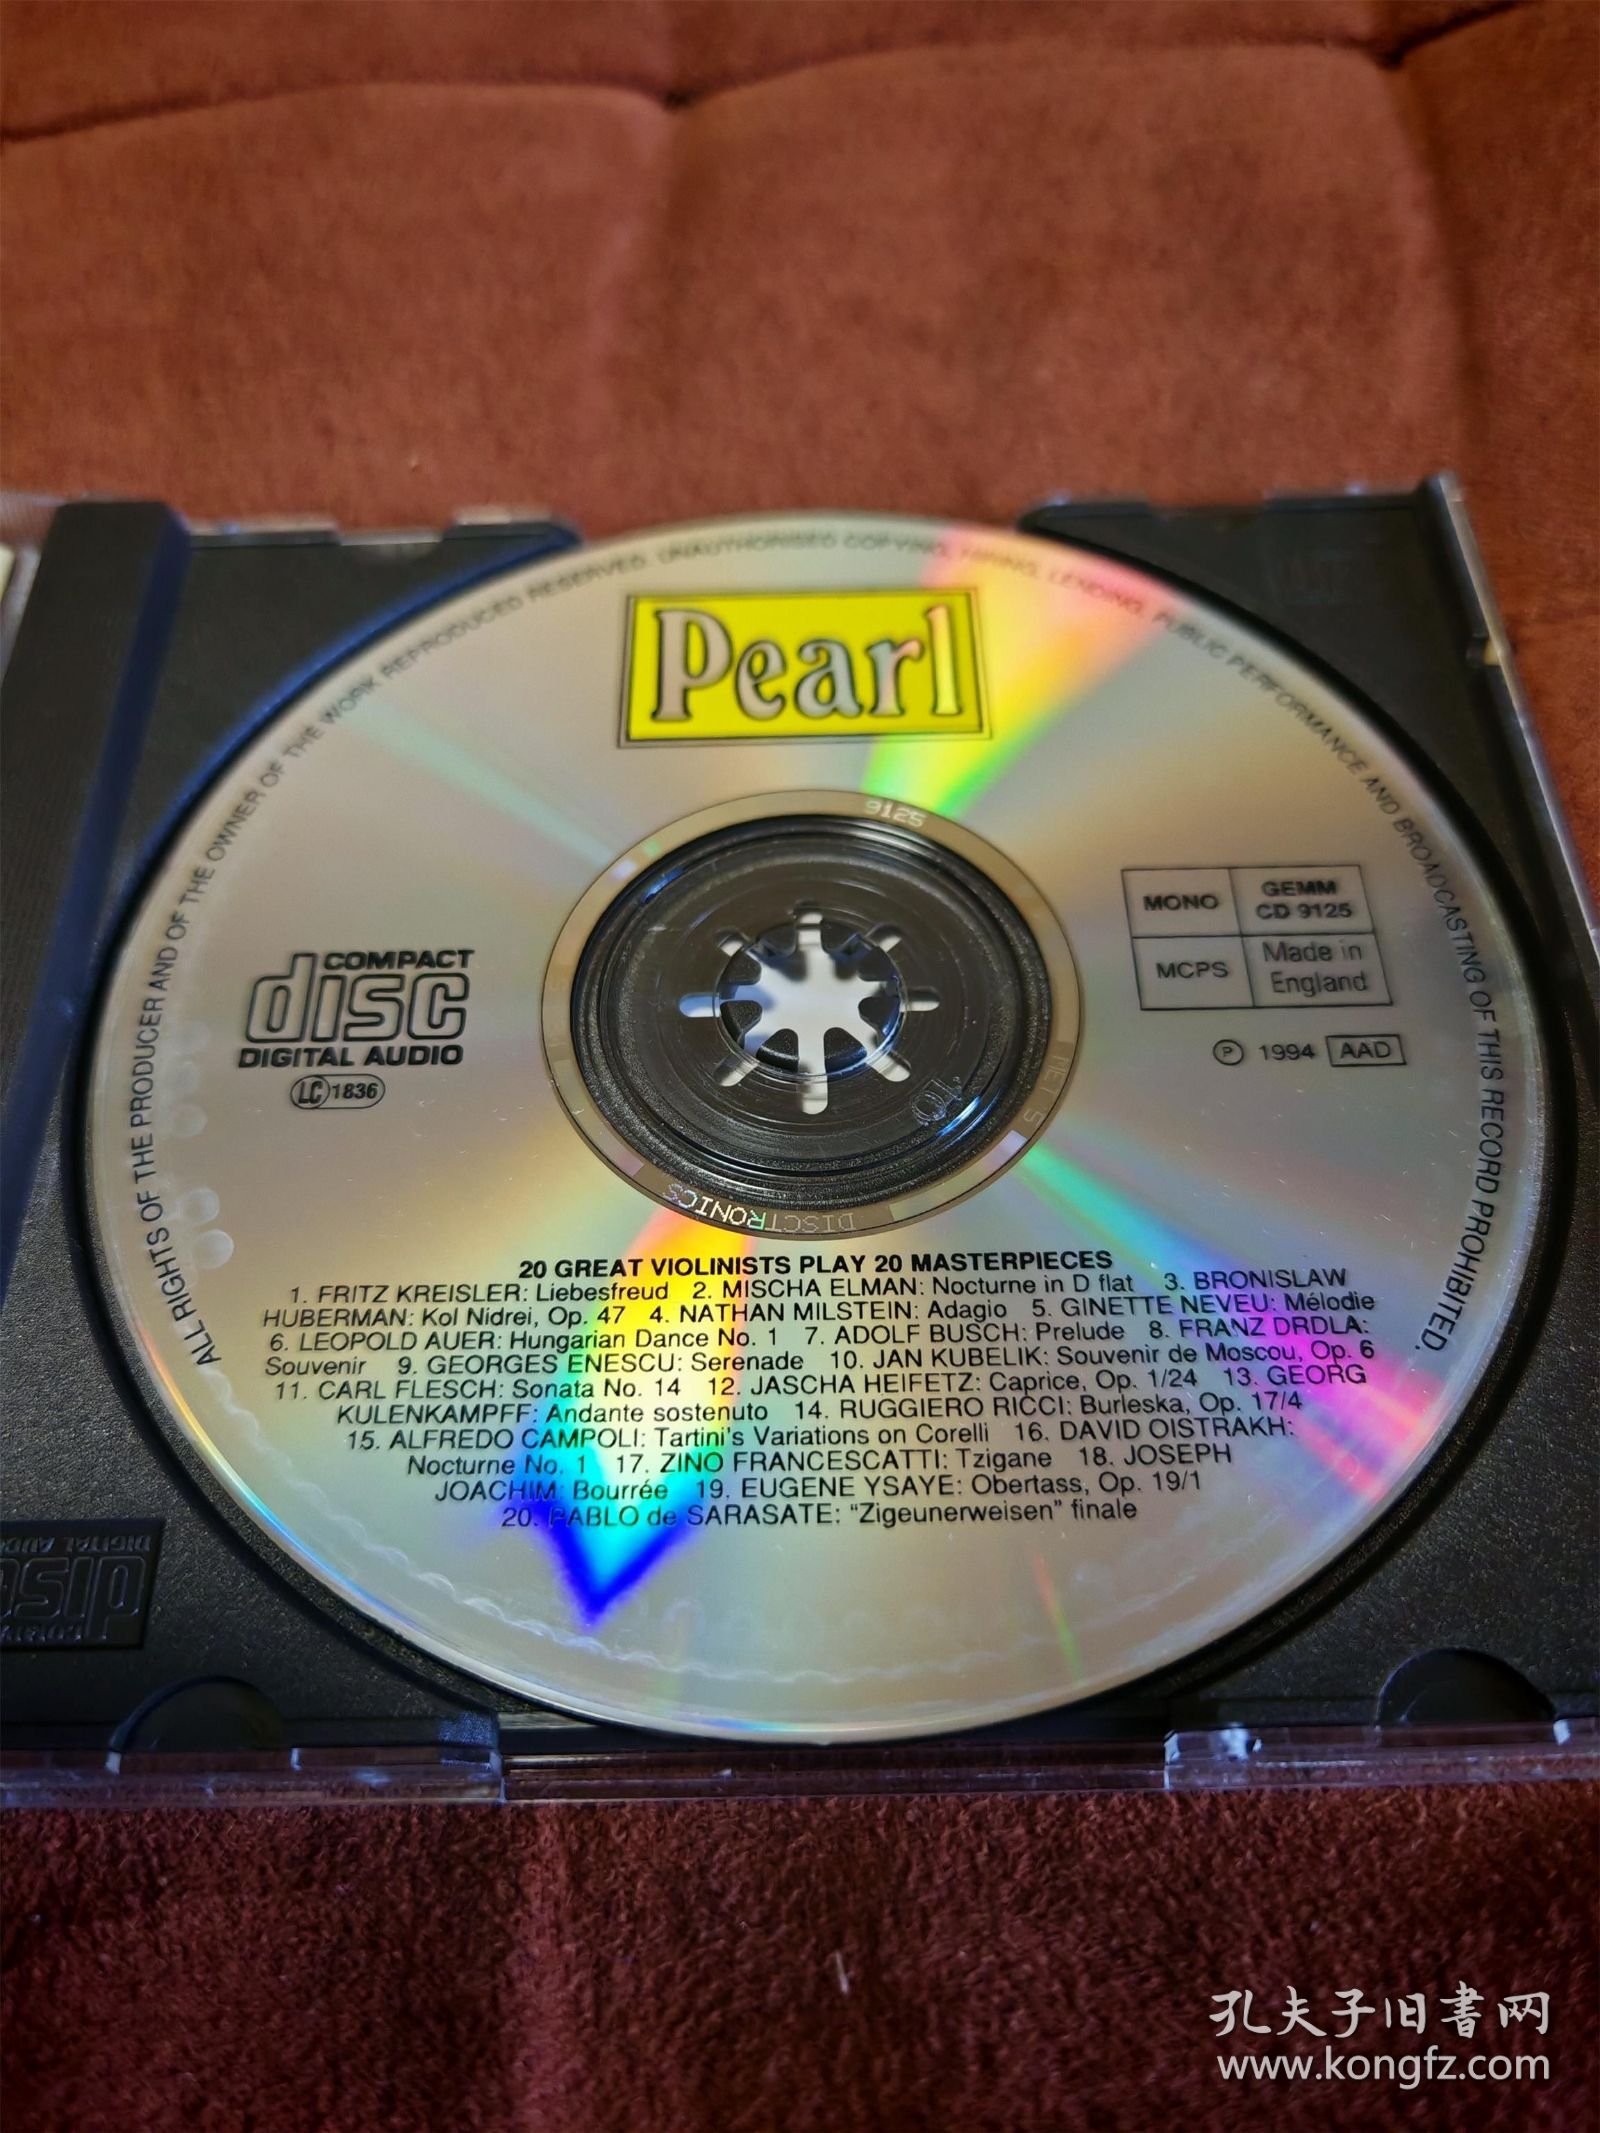 ALL RIGHTS OF THE PRODUCER AND OF THE OWNER OF THE WORK REPRODUCED RESERVED. UNAUTHORISED COPYING, HIRING, LENDING, PUBLIC PERFORMANCE AND BROADCASTING OF THIS RECORD PROHIBITED.
Pearl
9125
MONO
GEMM
CD 9125
MCPS
Made in
England
COMPACT
disc
DIGITAL AUDIO
LC 1836
P 1994 AAD
DISCTRONICS
20 GREAT VIOLINISTS PLAY 20 MASTERPIECES
1. FRITZ KREISLER: Liebesfreud 2. MISCHA ELMAN: Nocturne in D flat 3. BRONISLAW
HUBERMAN: Kol Nidrei, Op. 47 4. NATHAN MILSTEIN: Adagio 5. GINETTE NEVEU: Mélodie
6. LEOPOLD AUER: Hungarian Dance No. 1 7. ADOLF BUSCH: Prelude 8. FRANZ DRDLA:
Souvenir 9. GEORGES ENESCU: Serenade 10. JAN KUBELIK: Souvenir de Moscou, Op. 6
11. CARL FLESCH: Sonata No. 14 12. JASCHA HEIFETZ: Caprice, Op. 1/24 13. GEORG
KULENKAMPFF: Andante sostenuto 14. RUGGIERO RICCI: Burleska, Op. 17/4
15. ALFREDO CAMPOLI: Tartini's Variations on Corelli 16. DAVID OISTRAKH:
Nocturne No. 1 17. ZINO FRANCESCATTI: Tzigane 18. JOSEPH
JOACHIM: Bourrée 19. EUGENE YSAYE: Obertass, Op. 19/1
20. PABLO de SARASATE: "Zigeunerweisen" finale
COMPACT
disc
DIGITAL AUDIO
孔夫子旧书网
www.kongfz.com